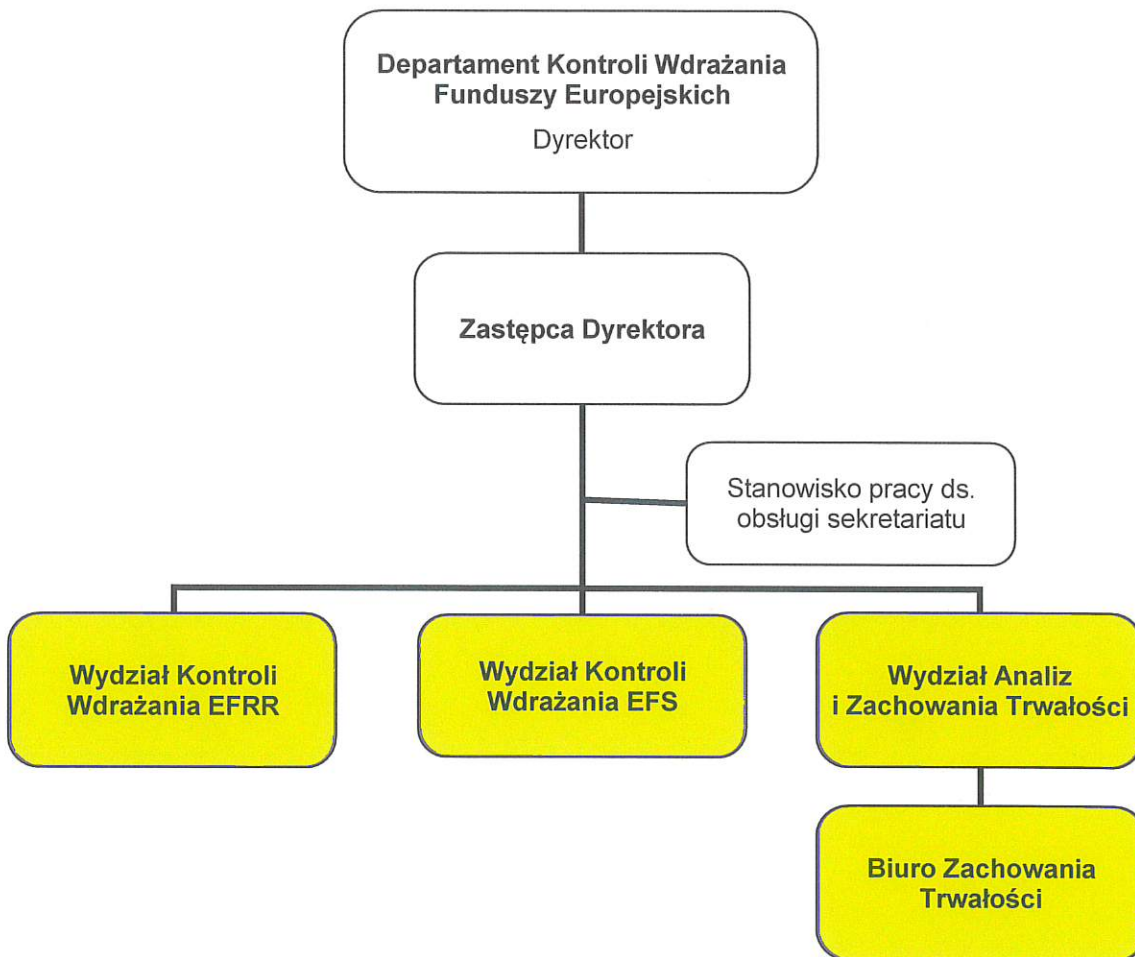 Departament Kontroli Wdrażania
Funduszy Europejskich
Dyrektor
Zastępca Dyrektora
Stanowisko pracy ds.
obsługi sekretariatu
Wydział Kontroli
Wdrażania EFRR
Wydział Kontroli
Wdrażania EFS
Wydział Analiz
i Zachowania Trwałości
Biuro Zachowania
Trwałości